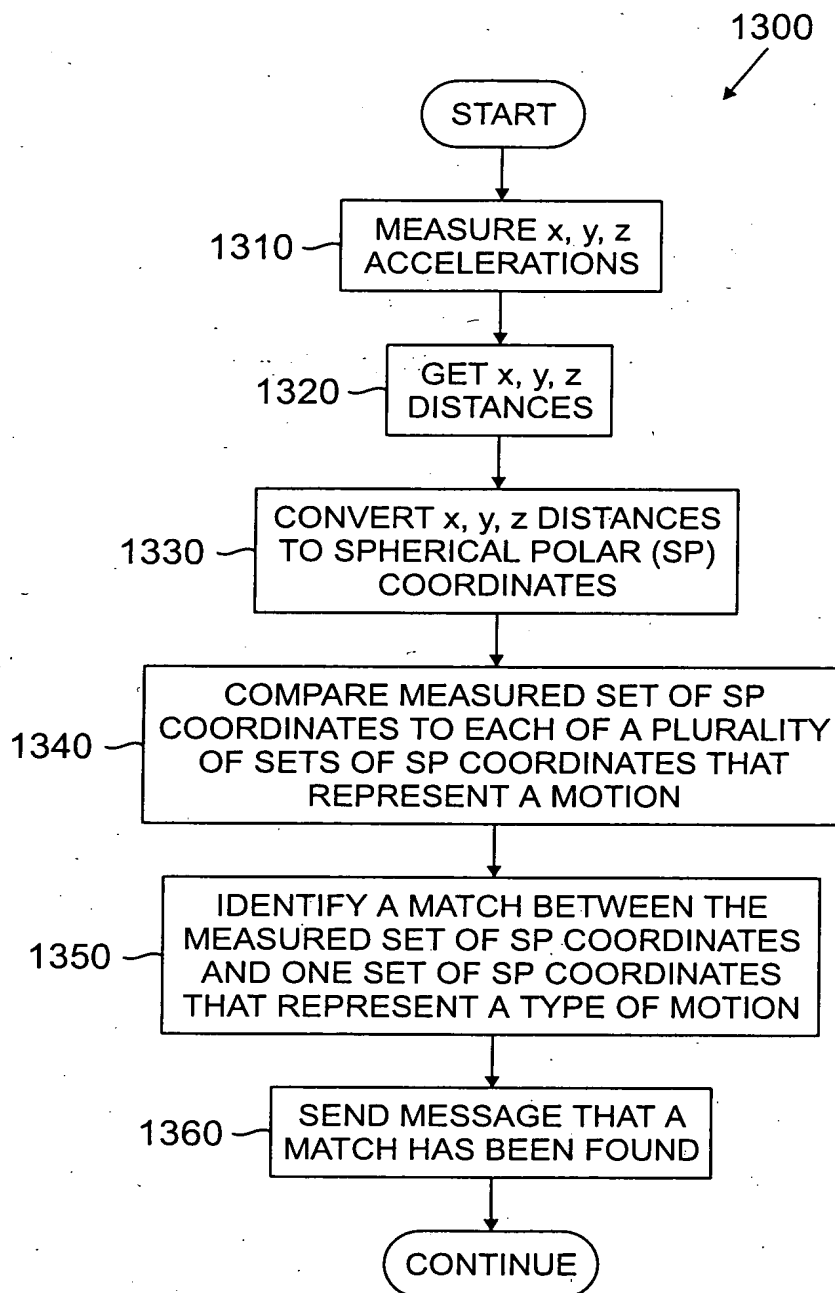 1300
START
1310
MEASURE x, y, z
ACCELERATIONS
1320
GET x, y, z
DISTANCES
1330
CONVERT x, y, z DISTANCES
TO SPHERICAL POLAR (SP)
COORDINATES
1340
COMPARE MEASURED SET OF SP
COORDINATES TO EACH OF A PLURALITY
OF SETS OF SP COORDINATES THAT
REPRESENT A MOTION
1350
IDENTIFY A MATCH BETWEEN THE
MEASURED SET OF SP COORDINATES
AND ONE SET OF SP COORDINATES
THAT REPRESENT A TYPE OF MOTION
1360
SEND MESSAGE THAT A
MATCH HAS BEEN FOUND
CONTINUE